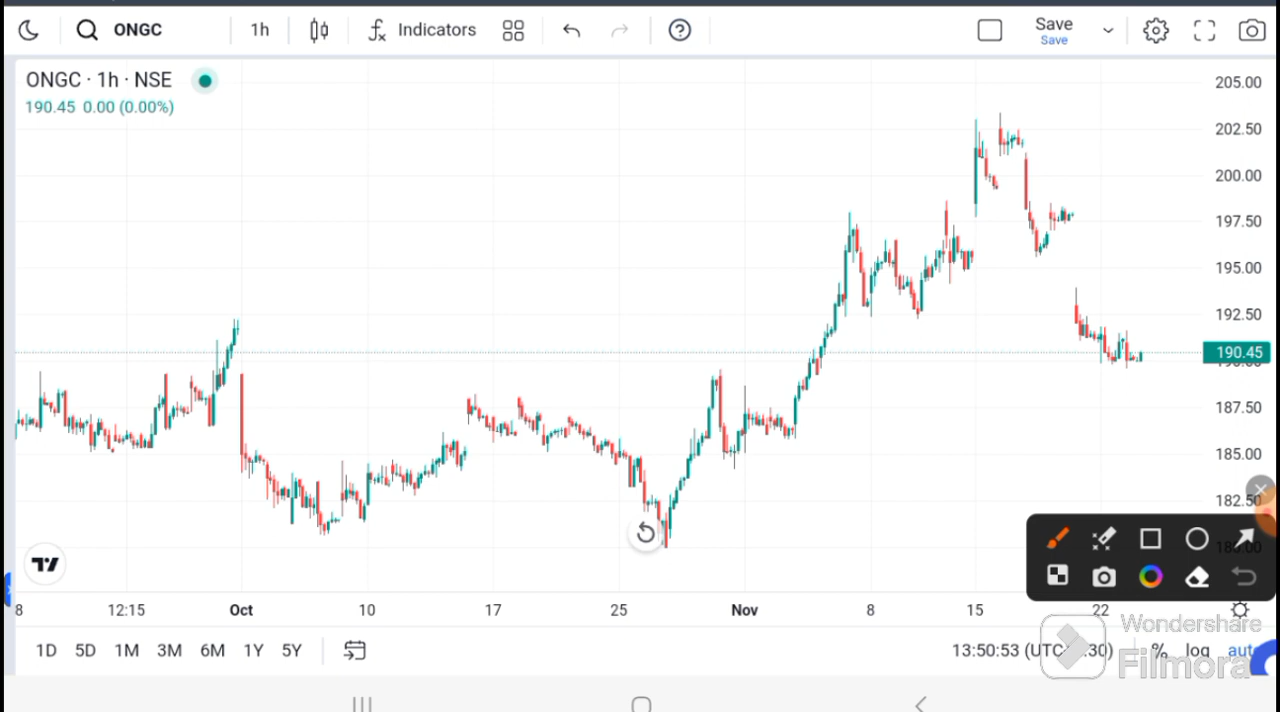 ONGC
1h
Indicators
Save
Save
ONGC · 1h · NSE
190.45 0.00 (0.00%)
205.00
202.50
200.00
197.50
195.00
192.50
190.45
187.50
185.00
182.50
8 12:15 Oct 10 17 25 Nov 8 15 22
1D 5D 1M 3M 6M 1Y 5Y
13:50:53 (UTC
% log
Wondershare
Filmora